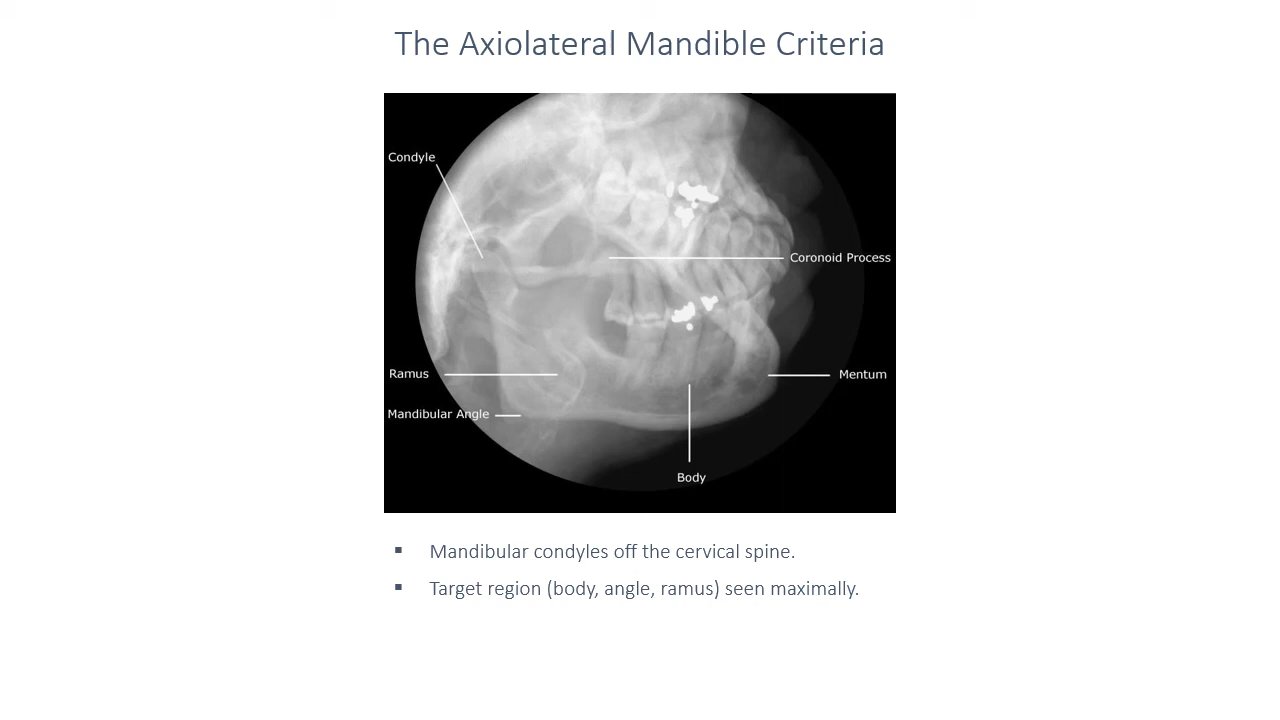 The Axiolateral Mandible Criteria
Condyle
Coronoid Process
Ramus
Mentum
Mandibular Angle
Body
▪ Mandibular condyles off the cervical spine.
▪ Target region (body, angle, ramus) seen maximally.